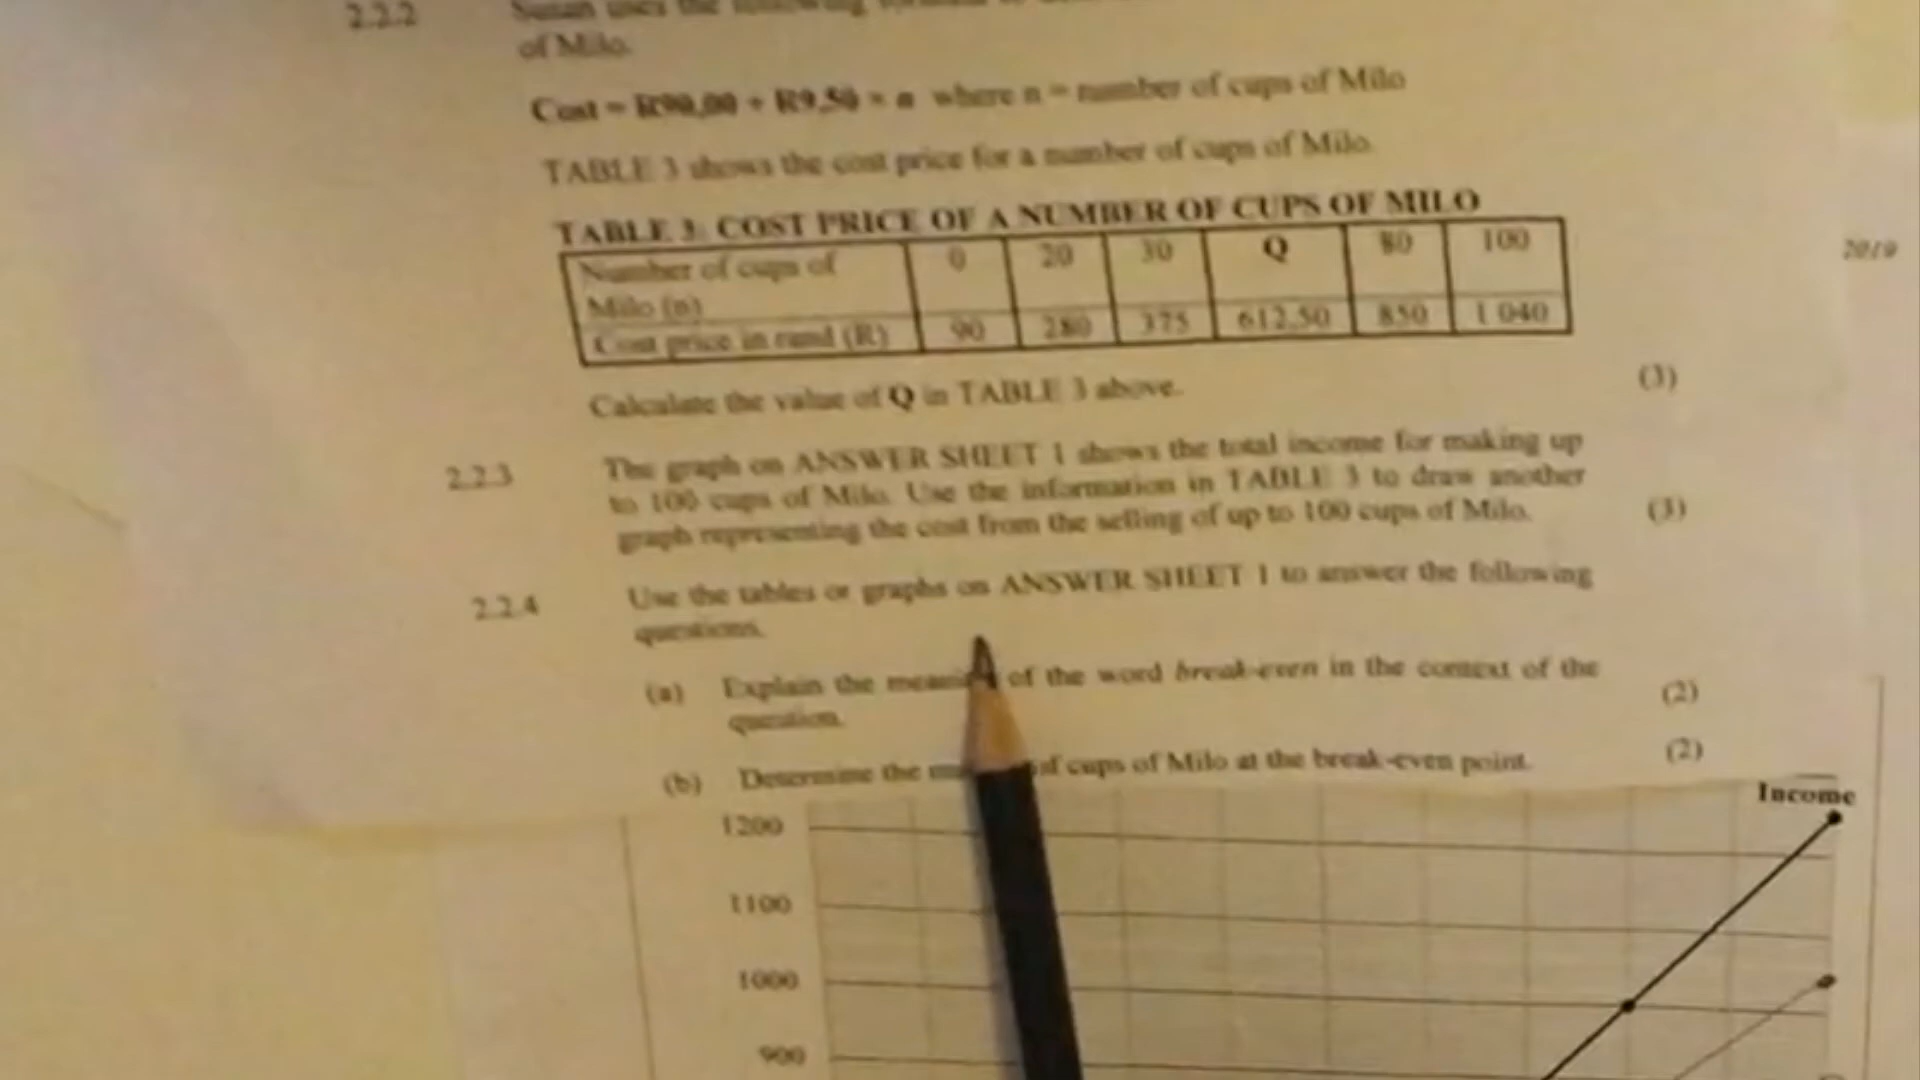 2.2.2 Susan uses the following formula to
of Milo.
Cost = R90,00 + R9,50 × n where n = number of cups of Milo
TABLE 3 shows the cost price for a number of cups of Milo.
TABLE 3: COST PRICE OF A NUMBER OF CUPS OF MILO
Number of cups of Milo (n) 0 20 30 Q 80 100
Cost price in rand (R) 90 280 375 612,50 850 1 040
2019
Calculate the value of Q in TABLE 3 above. (3)
2.2.3 The graph on ANSWER SHEET 1 shows the total income for making up
to 100 cups of Milo. Use the information in TABLE 3 to draw another
graph representing the cost from the selling of up to 100 cups of Milo. (3)
2.2.4 Use the tables or graphs on ANSWER SHEET 1 to answer the following
questions.
(a) Explain the meaning of the word break-even in the context of the
question. (2)
(b) Determine the of cups of Milo at the break-even point. (2)
Income
1200
1100
1000
900